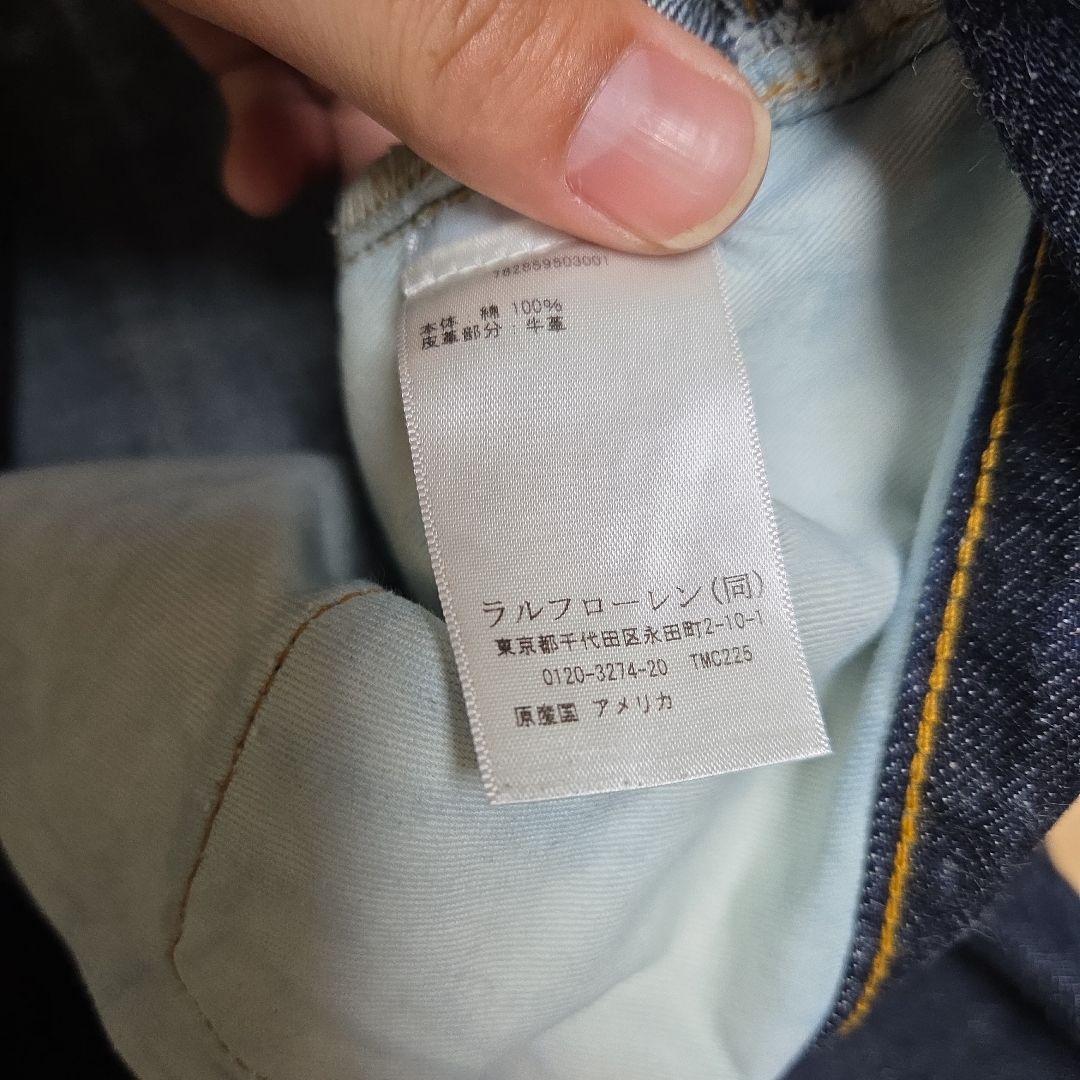 782859503001
本体 綿 100%
皮革部分：牛革
ラルフローレン(同)
東京都千代田区永田町2-10-1
0120-3274-20 TMC225
原産国 アメリカ